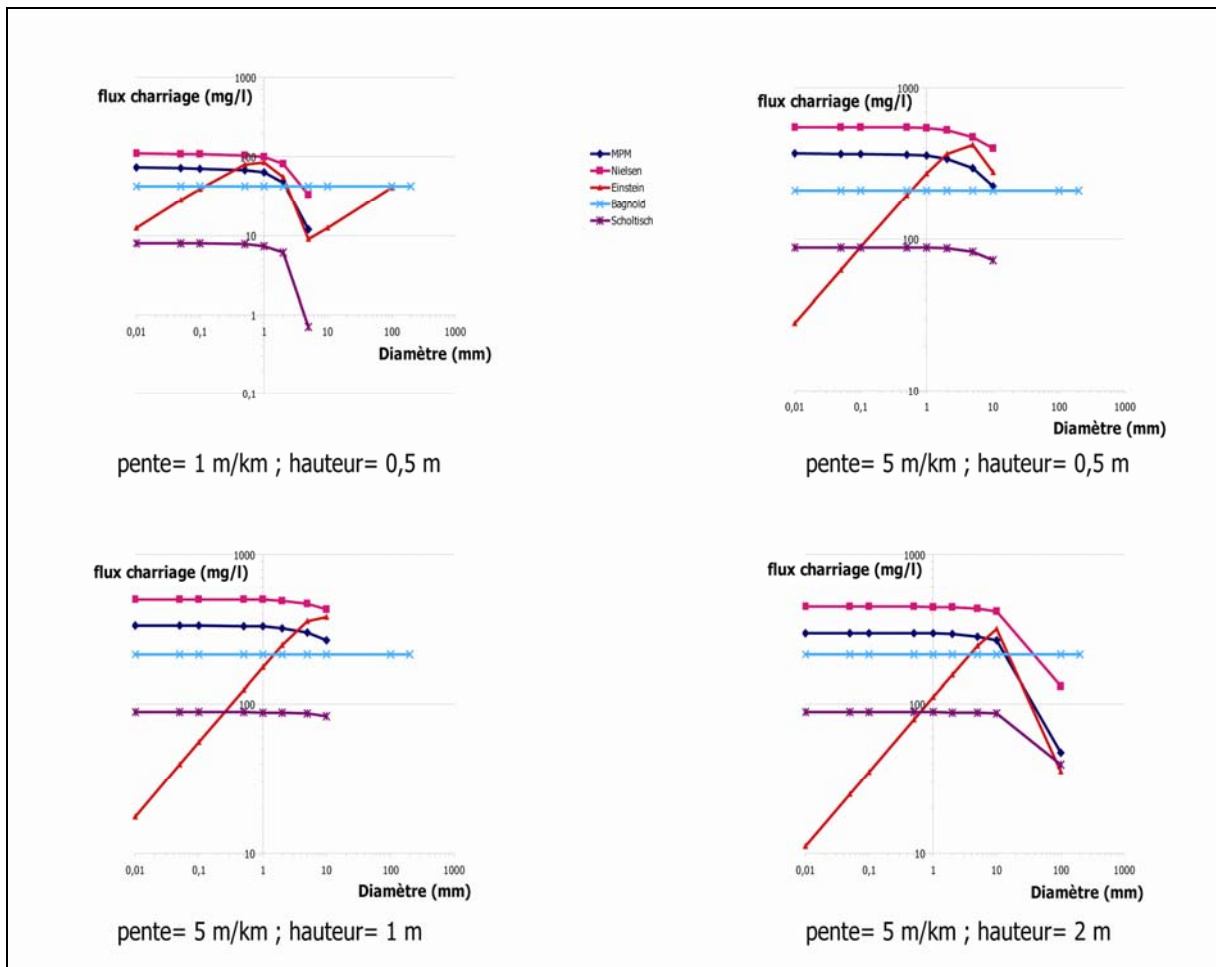 1000
flux charriage (mg/l)
100
10
1
0,01 0,1 1 10 100 1000
Diamètre (mm)
0,1
pente= 1 m/km ; hauteur= 0,5 m
MPM
Nielsen
Einstein
Bagnold
Scholtisch
1000
flux charriage (mg/l)
100
10
0,01 0,1 1 10 100 1000
Diamètre (mm)
pente= 5 m/km ; hauteur= 0,5 m
1000
flux charriage (mg/l)
100
10
0,01 0,1 1 10 100 1000
Diamètre (mm)
pente= 5 m/km ; hauteur= 1 m
1000
flux charriage (mg/l)
100
10
0,01 0,1 1 10 100 1000
Diamètre (mm)
pente= 5 m/km ; hauteur= 2 m